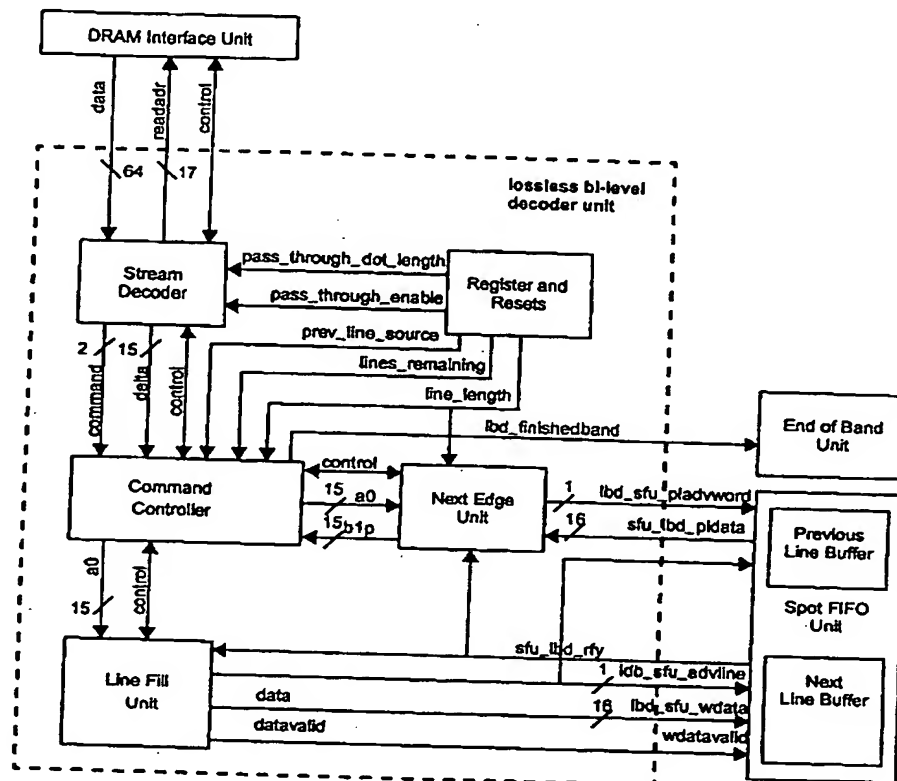 DRAM Interface Unit
data
readadr
control
64
17
lossless bi-level
decoder unit
Stream
Decoder
pass_through_dot_length
pass_through_enable
Register and
Resets
prev_line_source
lines_remaining
line_length
2
15
command
delta
control
lbd_finishedband
End of Band
Unit
Command
Controller
control
15
a0
15
b1p
Next Edge
Unit
1
lbd_sfu_pladvword
16
sfu_lbd_pldata
Previous
Line Buffer
Spot FIFO
Unit
a0
15
control
Line Fill
Unit
sfu_lbd_rfy
1
ldb_sfu_advline
data
16
lbd_sfu_wdata
datavalid
wdatavalid
Next
Line Buffer